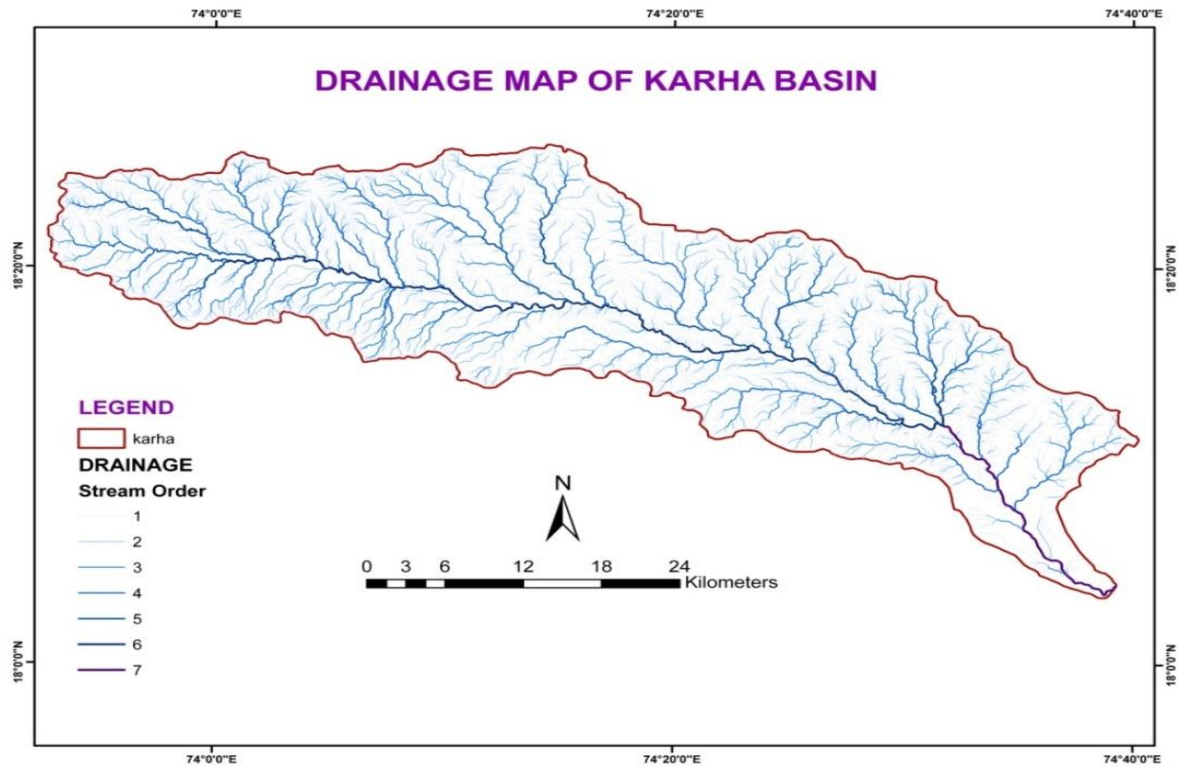 74°0'0"E 74°20'0"E 74°40'0"E
DRAINAGE MAP OF KARHA BASIN
18°20'0"N
18°20'0"N
LEGEND
karha
DRAINAGE
Stream Order
1
2
3
4
5
6
7
N
0 3 6 12 18 24
Kilometers
18°0'0"N
18°0'0"N
74°0'0"E 74°20'0"E 74°40'0"E